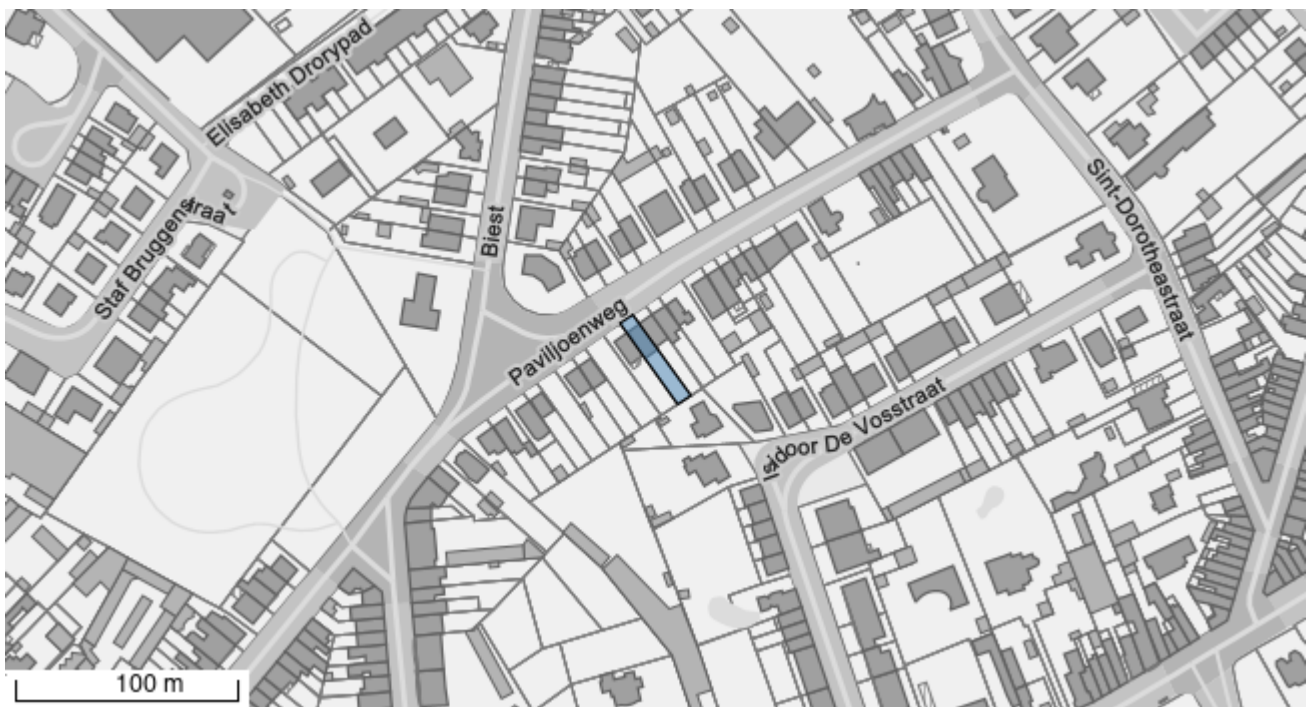 Elisabeth Drorypad
Staf Bruggenstraat
Biest
Paviljoenweg
Sint-Dorotheastraat
Isidoor De Vosstraat
100 m